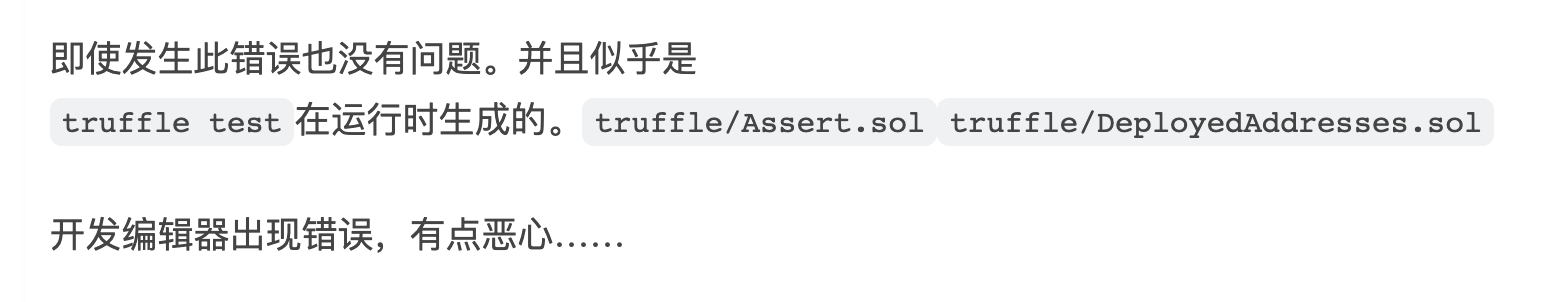 即使发生此错误也没有问题。并且似乎是
truffle test在运行时生成的。truffle/Assert.sol truffle/DeployedAddresses.sol
开发编辑器出现错误，有点恶心……